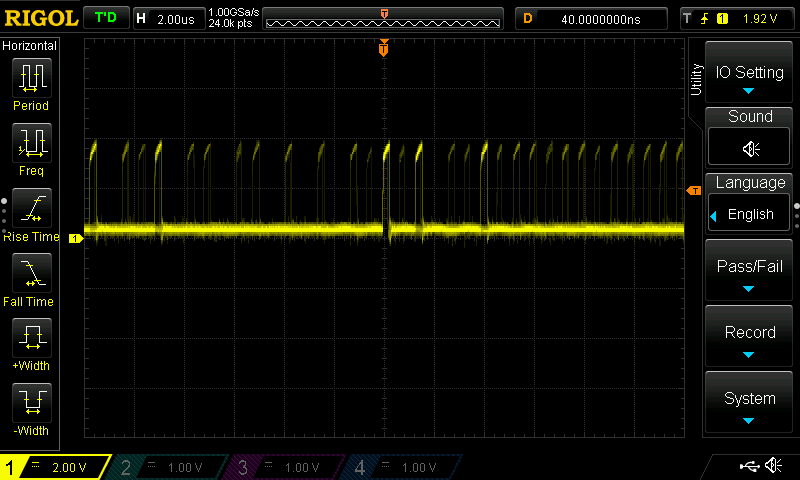 RIGOL T'D H 2.00us 1.00GSa/s
24.0k pts T D 40.0000000ns T 1 1.92 V
Horizontal
Period
Freq
Rise Time
Fall Time
+Width
-Width
T
1
T
Utility
IO Setting
Sound
Language
English
Pass/Fail
Record
System
1 2.00 V 2 1.00 V 3 1.00 V 4 1.00 V